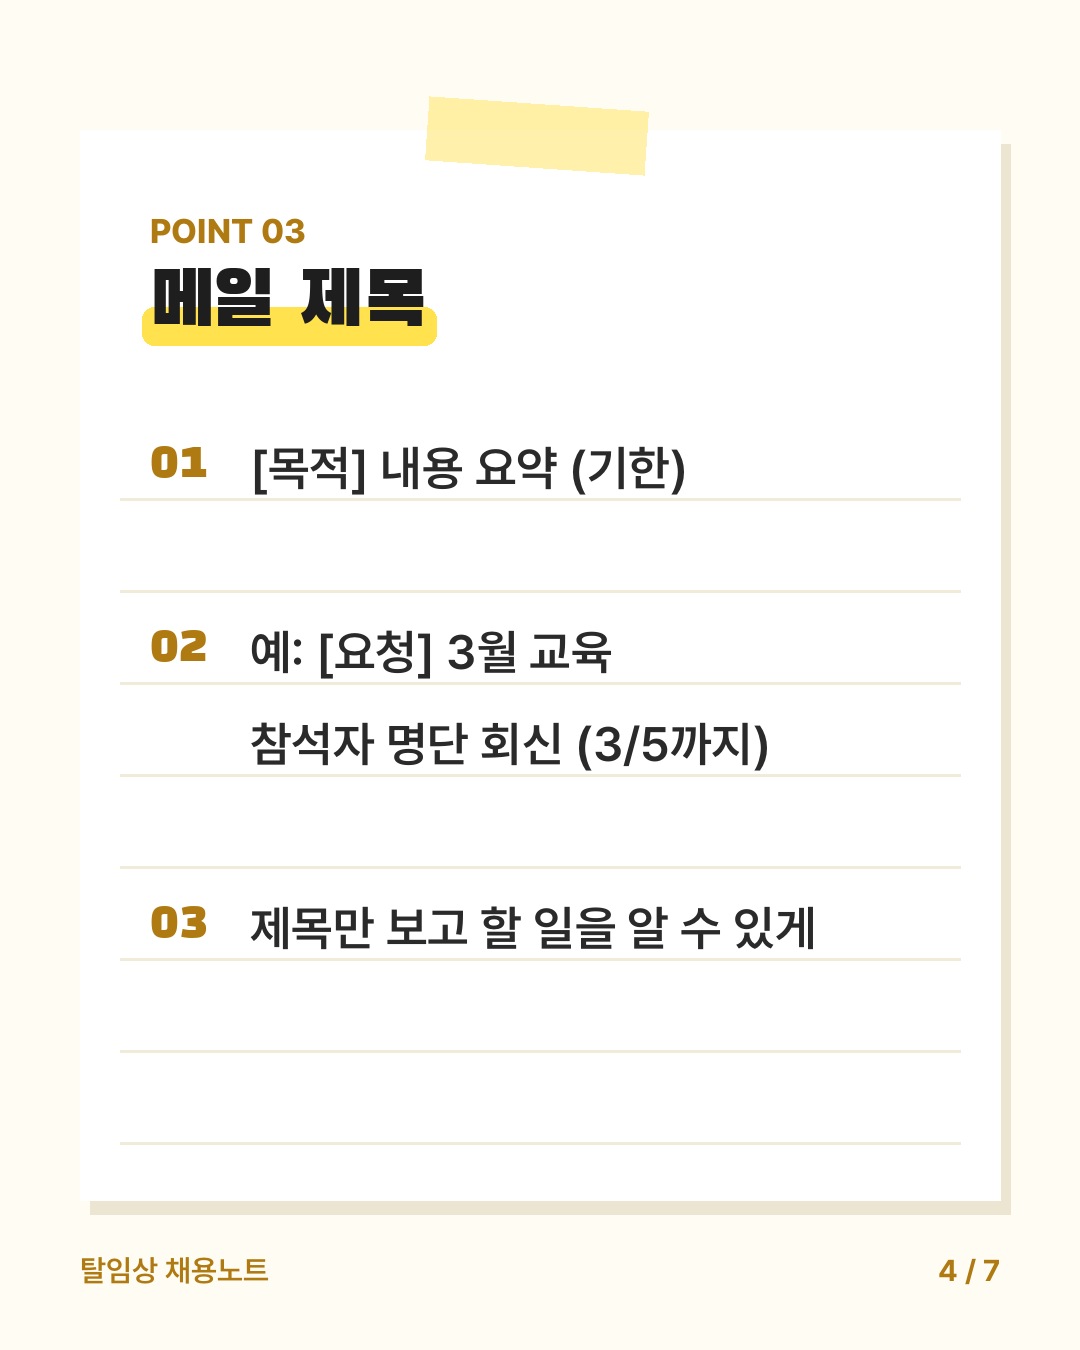 POINT 03
메일 제목
01 [목적] 내용 요약 (기한)
02 예: [요청] 3월 교육
참석자 명단 회신 (3/5까지)
03 제목만 보고 할 일을 알 수 있게
탈임상 채용노트
4 / 7